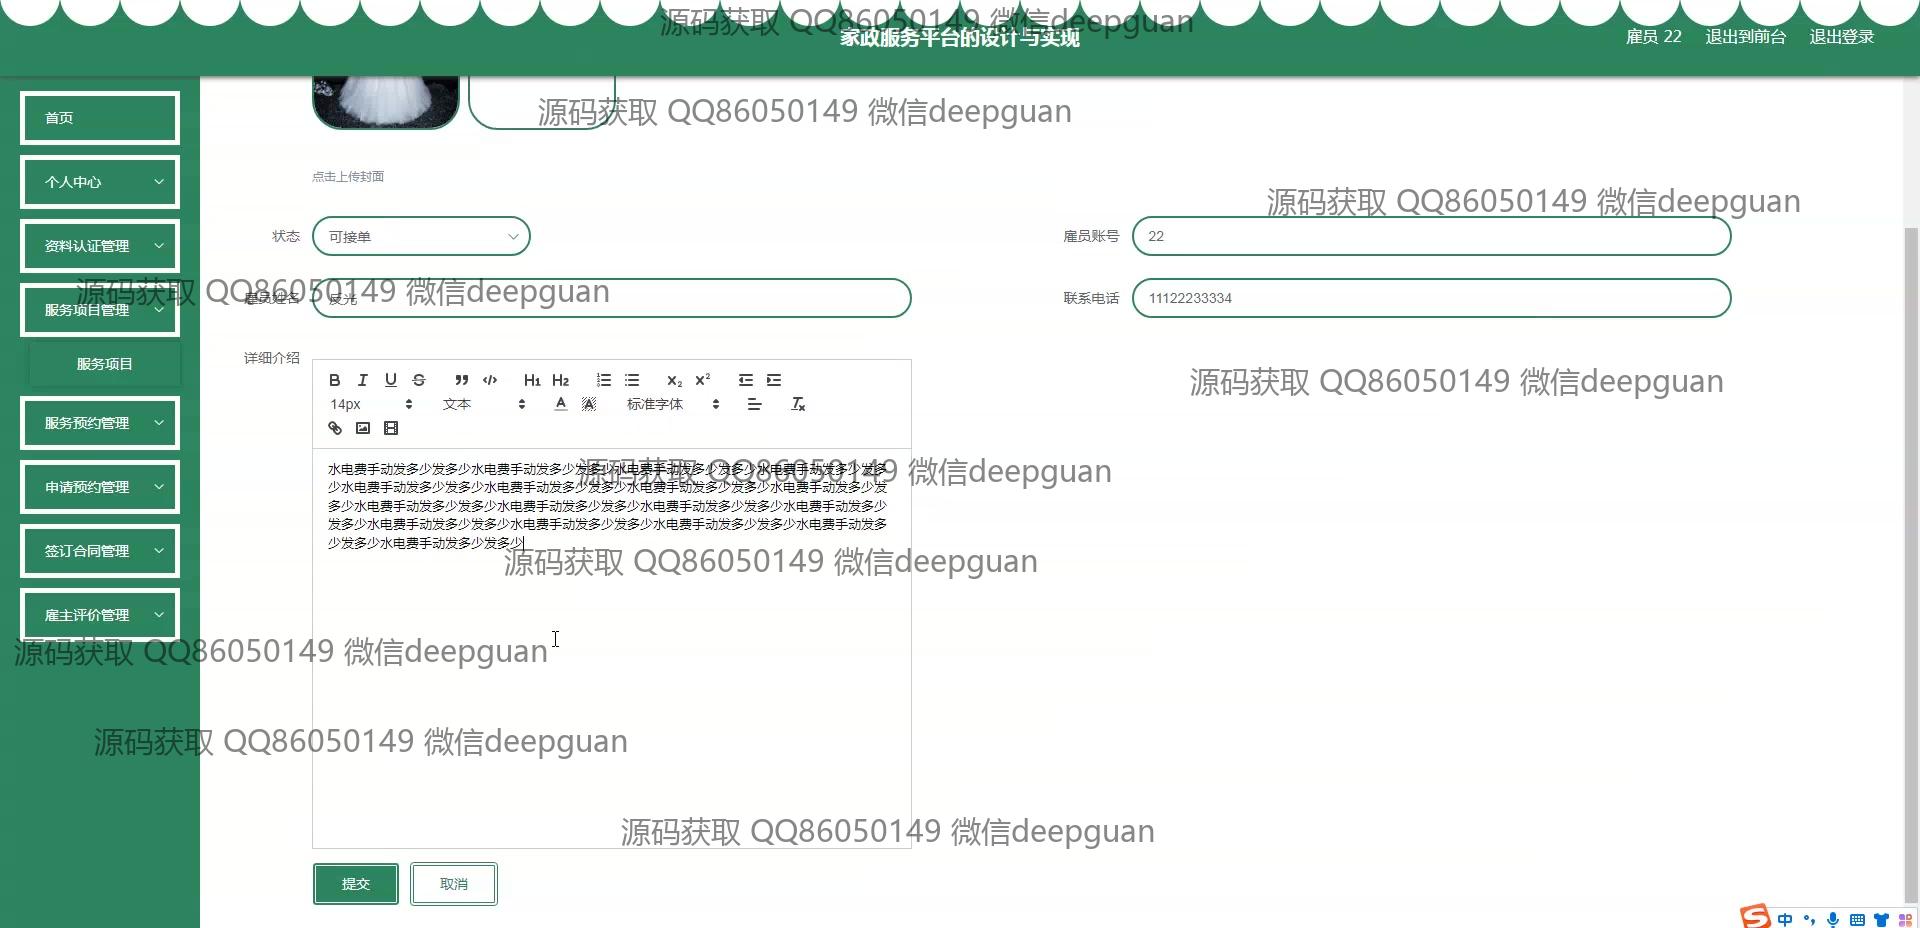 源码获取 QQ86050149 微信deepguan
家政服务平台的设计与实现
雇员 22
退出到前台
退出登录
首页
个人中心
资料认证管理
服务项目管理
服务项目
服务预约管理
申请预约管理
签订合同管理
雇主评价管理
源码获取 QQ86050149 微信deepguan
点击上传封面
源码获取 QQ86050149 微信deepguan
状态
可接单
雇员账号
22
源码获取 QQ86050149 微信deepguan
雇员姓名
反光
联系电话
11122233334
详细介绍
源码获取 QQ86050149 微信deepguan
B I U S H1 H2 x2 x2
14px
文本
A A
标准字体
源码获取 QQ86050149 微信deepguan
水电费手动发多少发多少水电费手动发多少发多少水电费手动发多少发多少水电费手动发多少发多
少水电费手动发多少发多少水电费手动发多少发多少水电费手动发多少发多少水电费手动发多少发
多少水电费手动发多少发多少水电费手动发多少发多少水电费手动发多少发多少水电费手动发多少
发多少水电费手动发多少发多少水电费手动发多少发多少水电费手动发多少发多少水电费手动发多
少发多少水电费手动发多少发多少
源码获取 QQ86050149 微信deepguan
源码获取 QQ86050149 微信deepguan
源码获取 QQ86050149 微信deepguan
源码获取 QQ86050149 微信deepguan
提交
取消
中